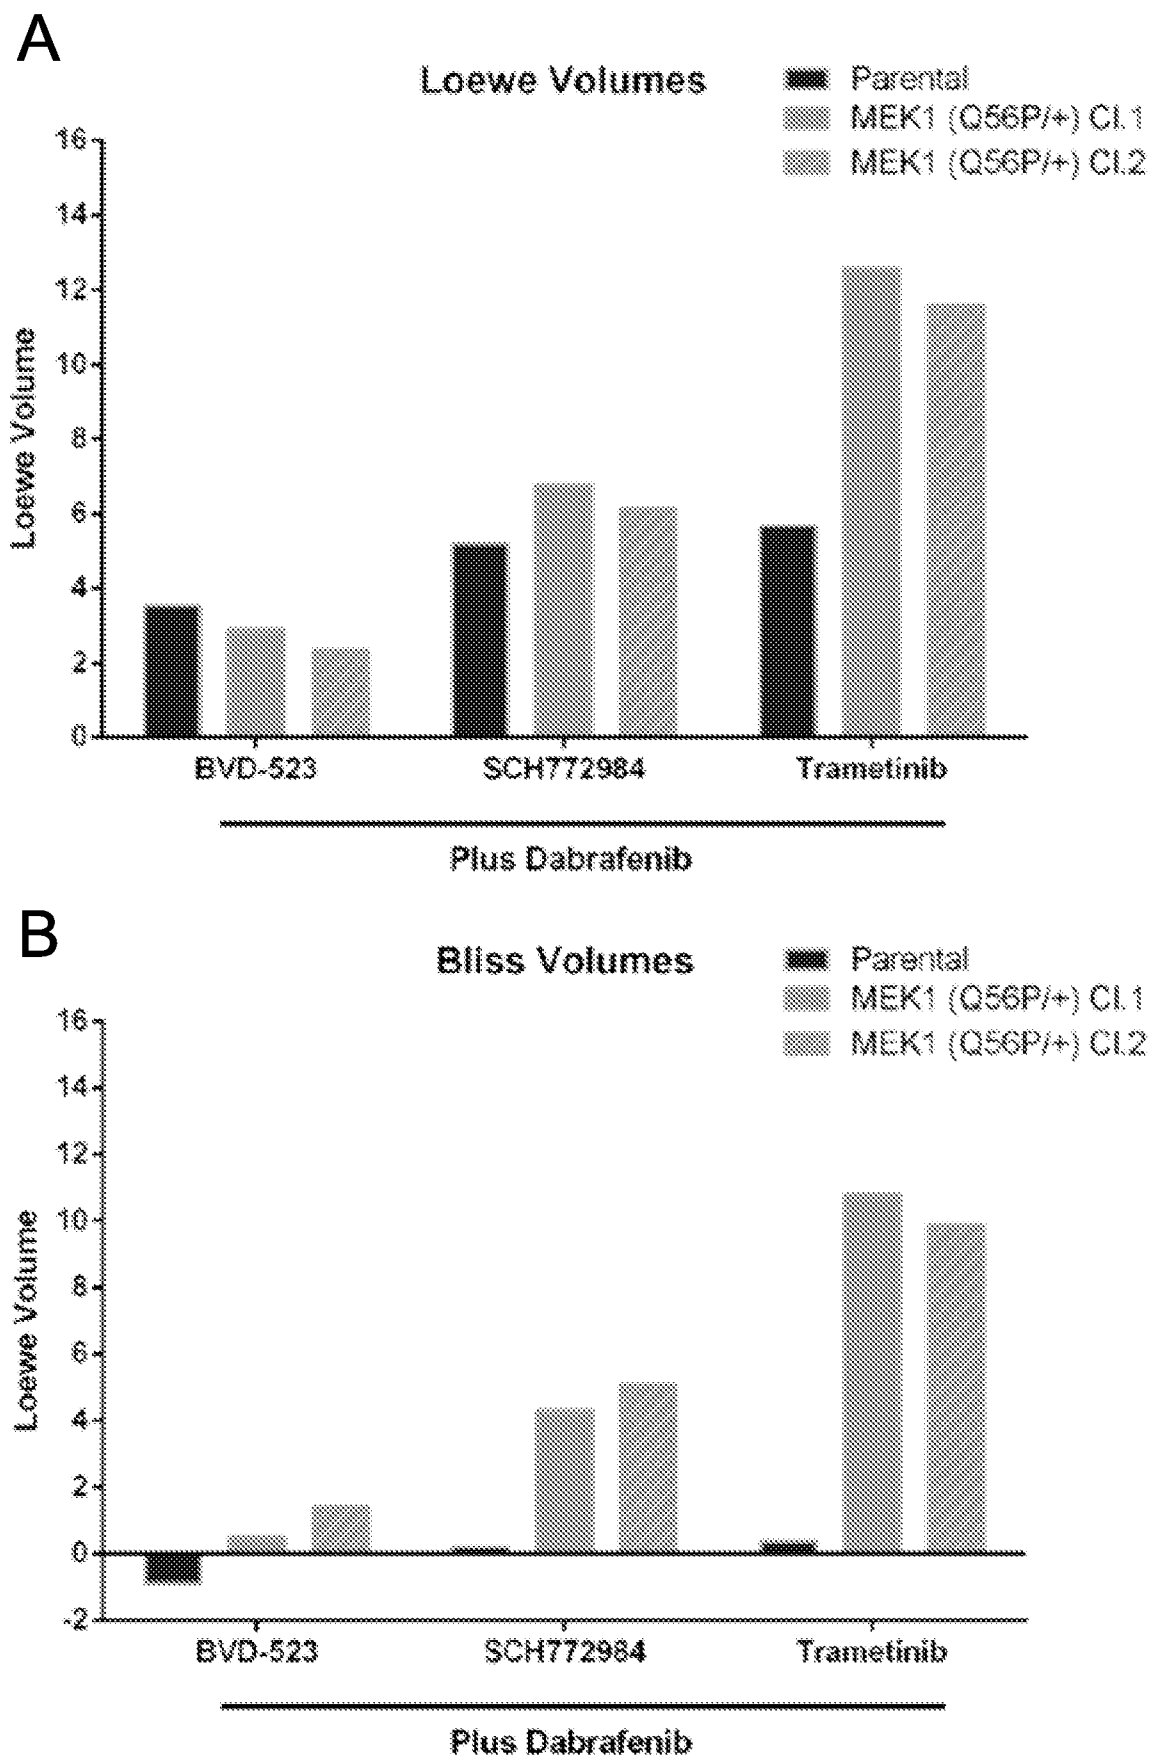 A
Loewe Volumes
Parental
MEK1 (Q56P/+) Cl.1
MEK1 (Q56P/+) Cl.2
16
14
12
10
8
6
4
2
0
Loewe Volume
BVD-523 SCH772984 Trametinib
Plus Dabrafenib
B
Bliss Volumes
Parental
MEK1 (Q56P/+) Cl.1
MEK1 (Q56P/+) Cl.2
16
14
12
10
8
6
4
2
0
-2
Loewe Volume
BVD-523 SCH772984 Trametinib
Plus Dabrafenib